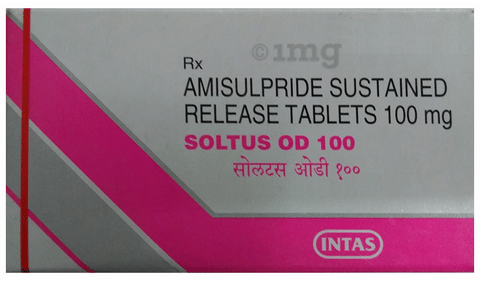 ©1mg
Rx
AMISULPRIDE SUSTAINED
RELEASE TABLETS 100 mg
SOLTUS OD 100
सोलटस ओडी १००
INTAS